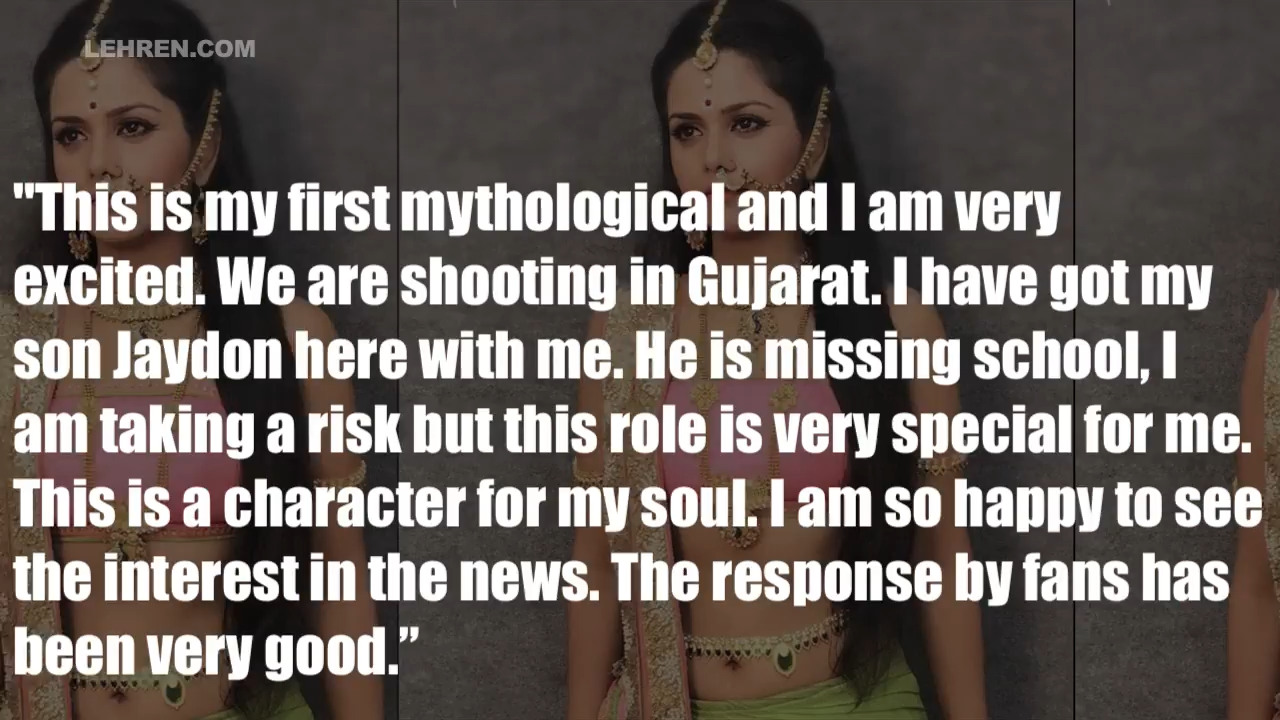 LEHREN.COM
"This is my first mythological and I am very
excited. We are shooting in Gujarat. I have got my
son Jaydon here with me. He is missing school, I
am taking a risk but this role is very special for me.
This is a character for my soul. I am so happy to see
the interest in the news. The response by fans has
been very good.”